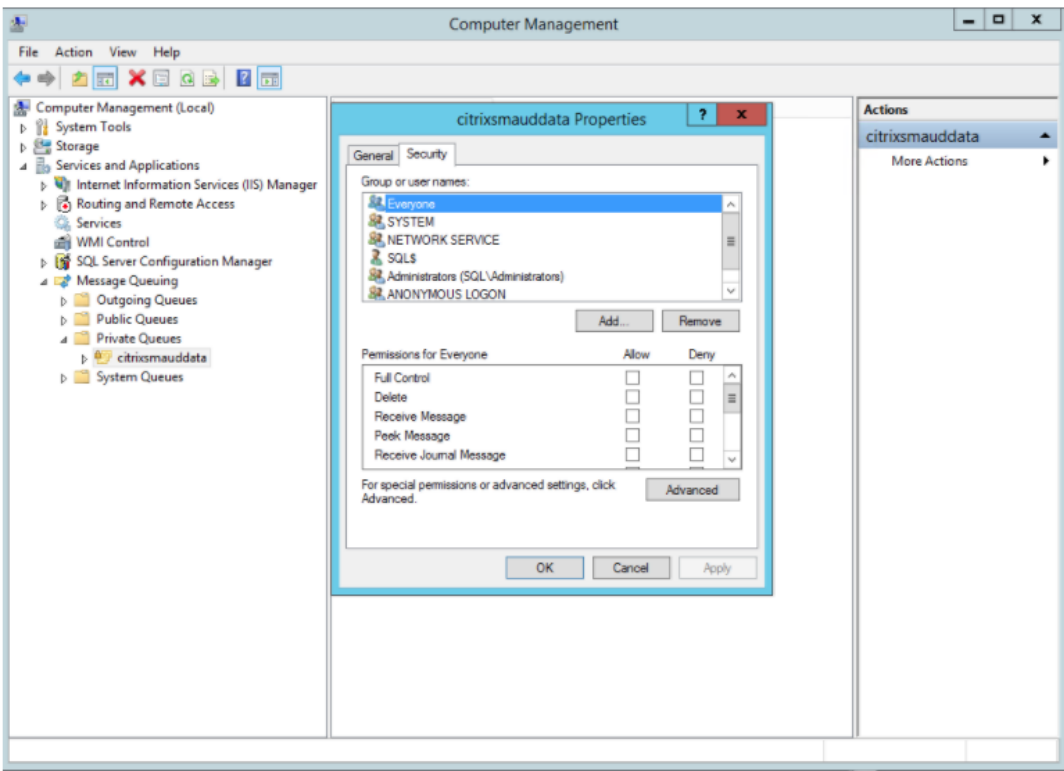 Computer Management
File Action View Help
Computer Management (Local)
System Tools
Storage
Services and Applications
Internet Information Services (IIS) Manager
Routing and Remote Access
Services
WMI Control
SQL Server Configuration Manager
Message Queuing
Outgoing Queues
Public Queues
Private Queues
citrixsmauddata
System Queues
citrixsmauddata Properties
? x
General Security
Group or user names:
Everyone
SYSTEM
NETWORK SERVICE
SQL$
Administrators (SQL\Administrators)
ANONYMOUS LOGON
Add... Remove
Permissions for Everyone Allow Deny
Full Control
Delete
Receive Message
Peek Message
Receive Journal Message
For special permissions or advanced settings, click
Advanced.
Advanced
OK Cancel Apply
Actions
citrixsmauddata
More Actions